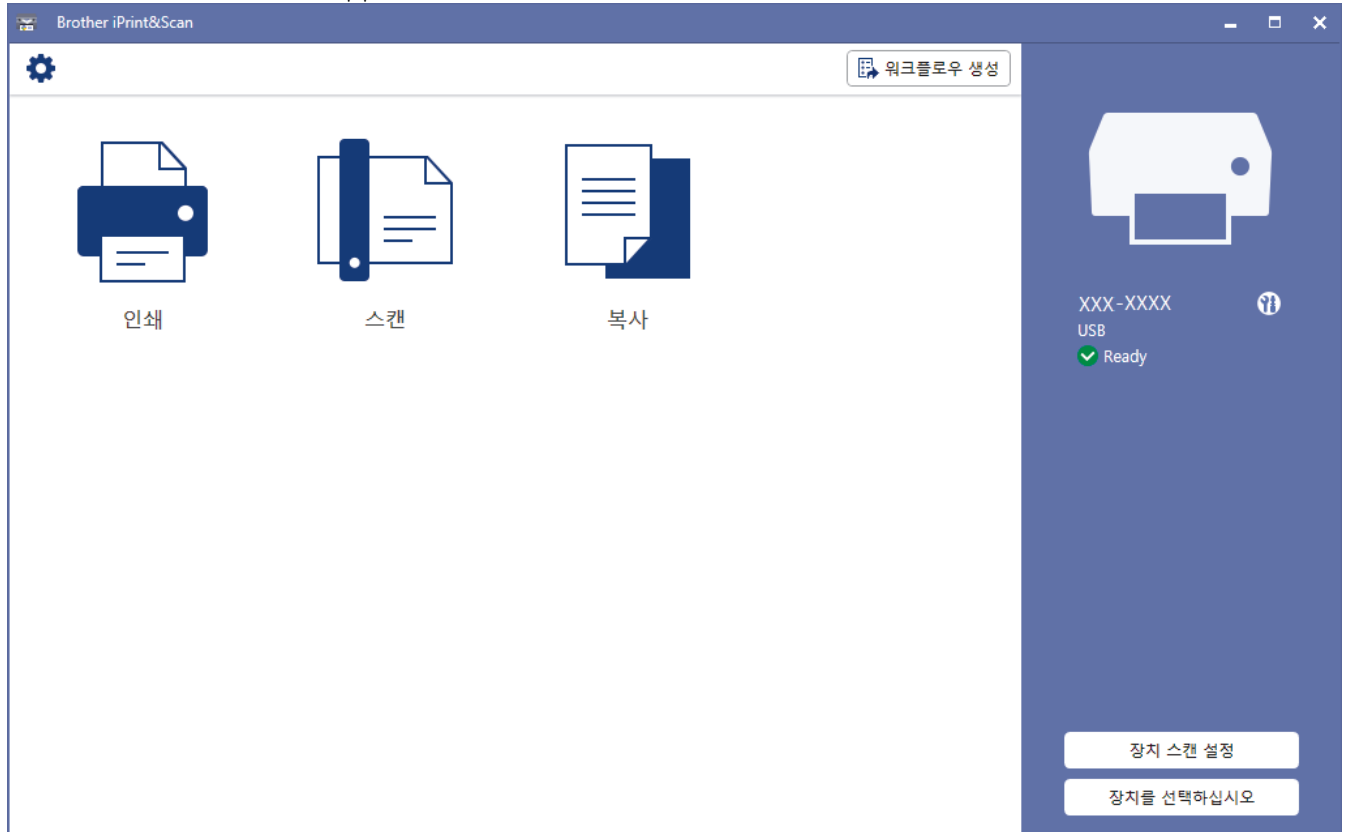 Brother iPrint&Scan
워크플로우 생성
인쇄
스캔
복사
XXX-XXXX
USB
Ready
장치 스캔 설정
장치를 선택하십시오